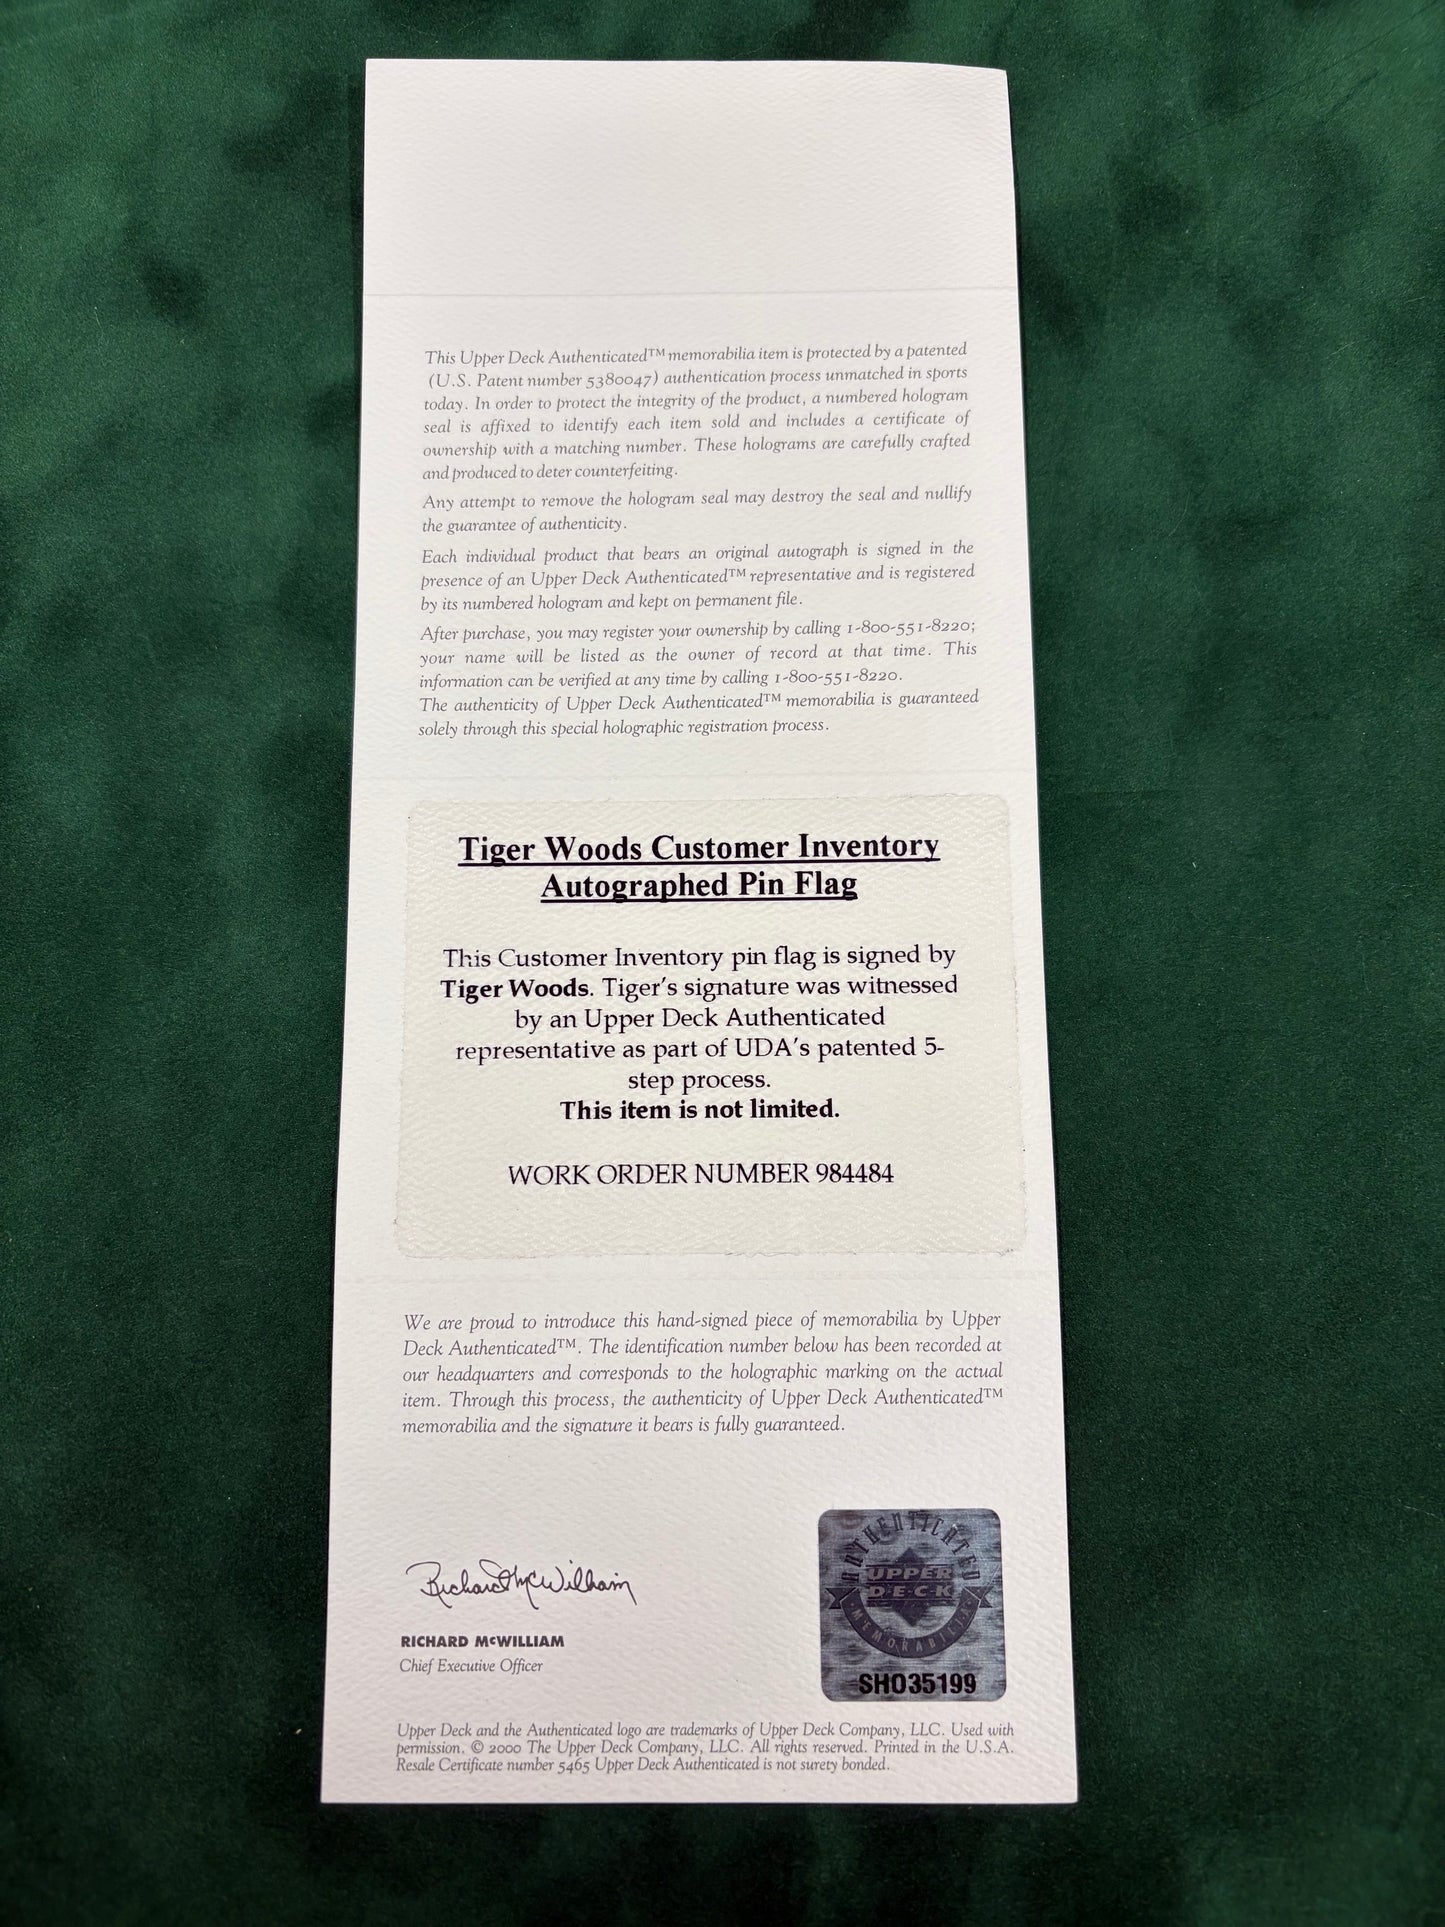 This Upper Deck Authenticated™ memorabilia item is protected by a patented
(U.S. Patent number 5380047) authentication process unmatched in sports
today. In order to protect the integrity of the product, a numbered hologram
seal is affixed to identify each item sold and includes a certificate of
ownership with a matching number. These holograms are carefully crafted
and produced to deter counterfeiting.
Any attempt to remove the hologram seal may destroy the seal and nullify
the guarantee of authenticity.
Each individual product that bears an original autograph is signed in the
presence of an Upper Deck Authenticated™ representative and is registered
by its numbered hologram and kept on permanent file.
After purchase, you may register your ownership by calling 1-800-551-8220;
your name will be listed as the owner of record at that time. This
information can be verified at any time by calling 1-800-551-8220.
The authenticity of Upper Deck Authenticated™ memorabilia is guaranteed
solely through this special holographic registration process.
Tiger Woods Customer Inventory
Autographed Pin Flag
This Customer Inventory pin flag is signed by
Tiger Woods. Tiger's signature was witnessed
by an Upper Deck Authenticated
representative as part of UDA's patented 5-
step process.
This item is not limited.
WORK ORDER NUMBER 984484
We are proud to introduce this hand-signed piece of memorabilia by Upper
Deck Authenticated™. The identification number below has been recorded at
our headquarters and corresponds to the holographic marking on the actual
item. Through this process, the authenticity of Upper Deck Authenticated™
memorabilia and the signature it bears is fully guaranteed.
Richard McWilliam
RICHARD McWILLIAM
Chief Executive Officer
AUTHENTICATED
UPPER
D·E·C·K
MEMORABILIA
SHO35199
Upper Deck and the Authenticated logo are trademarks of Upper Deck Company, LLC. Used with
permission. © 2000 The Upper Deck Company, LLC. All rights reserved. Printed in the U.S.A.
Resale Certificate number 5465 Upper Deck Authenticated is not surety bonded.